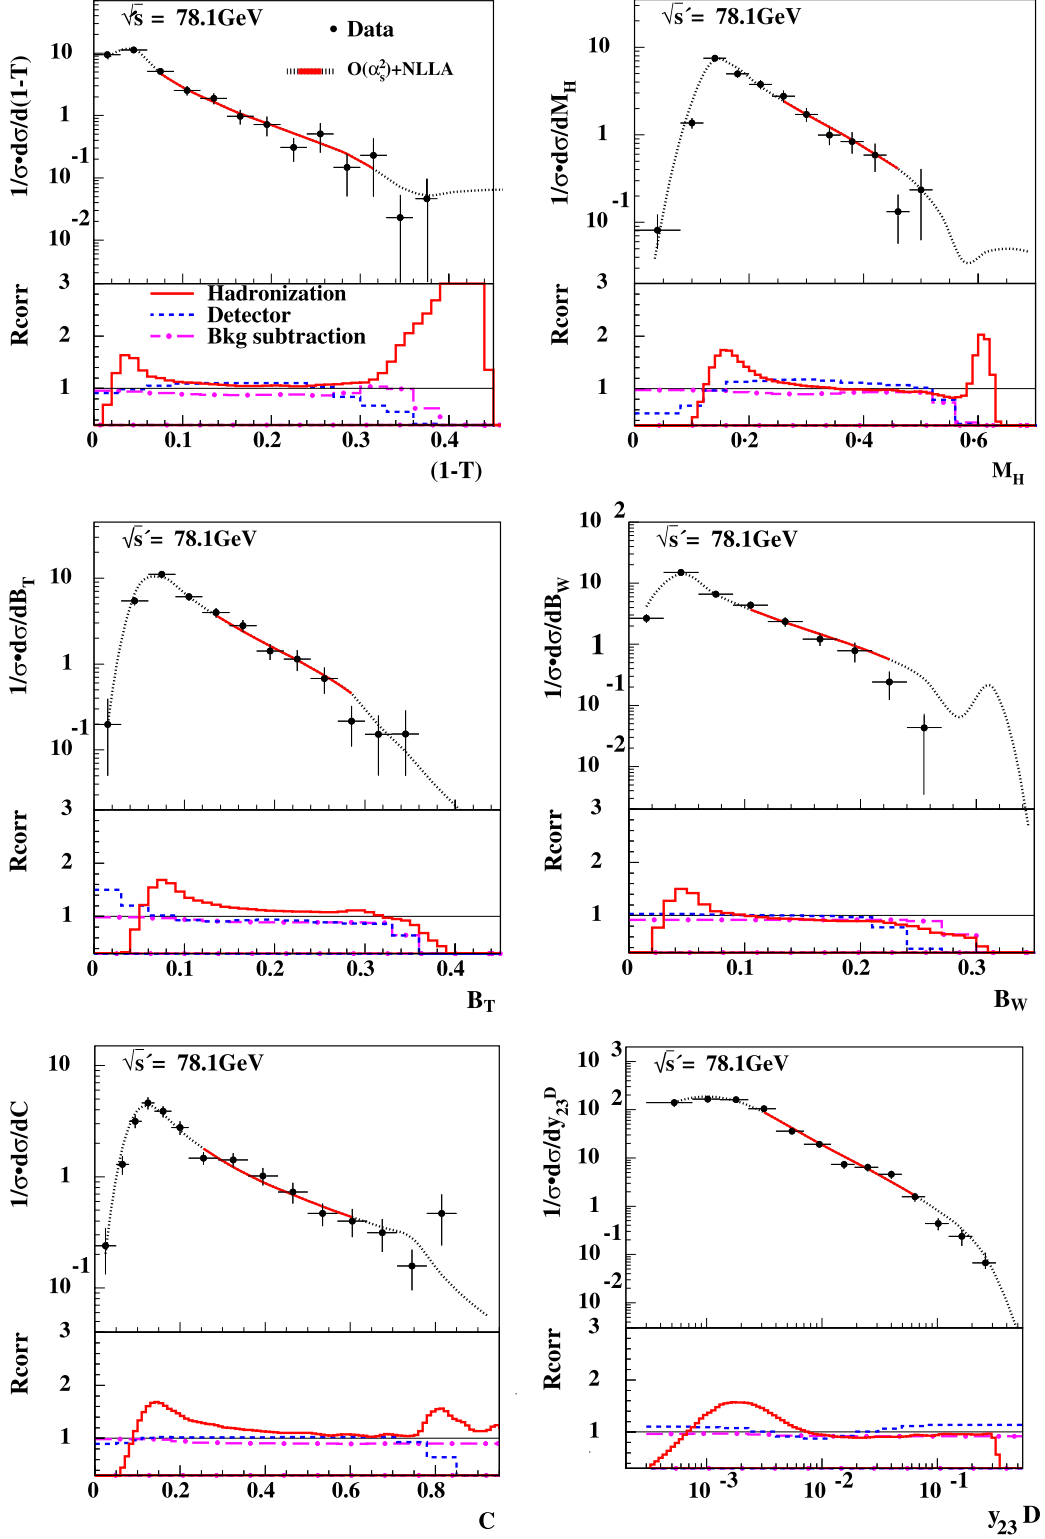 √s = 78.1GeV
Data
O(αs²)+NLLA
1/σ•dσ/d(1-T)
10
1
10 -1
10 -2
3
2
1
Rcorr
Hadronization
Detector
Bkg subtraction
0 0.1 0.2 0.3 0.4
(1-T)
√s´= 78.1GeV
1/σ•dσ/dM_H
10
1
10 -1
3
2
1
Rcorr
0 0·2 0·4 0·6
M_H
√s´= 78.1GeV
1/σ•dσ/dB_T
10
1
10 -1
3
2
1
Rcorr
0 0.1 0.2 0.3 0.4
B_T
√s´= 78.1GeV
1/σ•dσ/dB_W
10 2
10
1
10 -1
10 -2
3
2
1
Rcorr
0 0.1 0.2 0.3
B_W
√s´= 78.1GeV
1/σ•dσ/dC
10
1
10 -1
3
2
1
Rcorr
0 0.2 0.4 0.6 0.8
C
√s´= 78.1GeV
1/σ•dσ/dy_23 D
10 3
10 2
10
1
10 -1
10 -2
3
2
1
Rcorr
10 -3 10 -2 10 -1
y_23 D